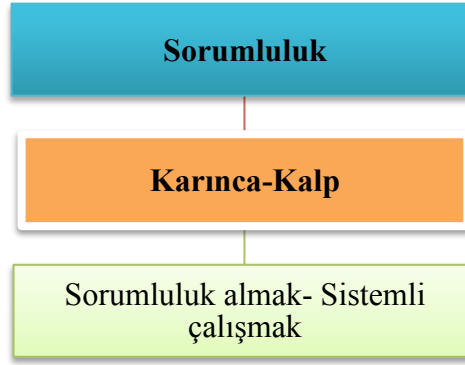 Sorumluluk
Karınca-Kalp
Sorumluluk almak- Sistemli
çalışmak